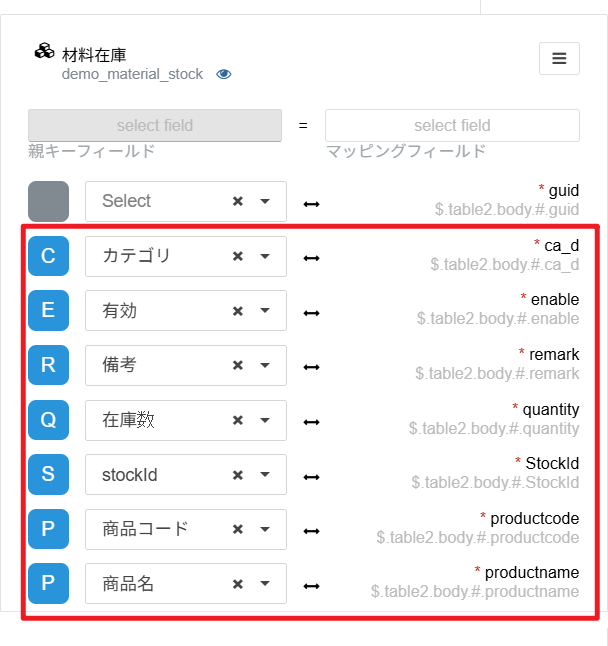 材料在庫
demo_material_stock
select field = select field
親キーフィールド マッピングフィールド
Select * guid
$.table2.body.#.guid
C カテゴリ * ca_d
$.table2.body.#.ca_d
E 有効 * enable
$.table2.body.#.enable
R 備考 * remark
$.table2.body.#.remark
Q 在庫数 * quantity
$.table2.body.#.quantity
S stockId * StockId
$.table2.body.#.StockId
P 商品コード * productcode
$.table2.body.#.productcode
P 商品名 * productname
$.table2.body.#.productname